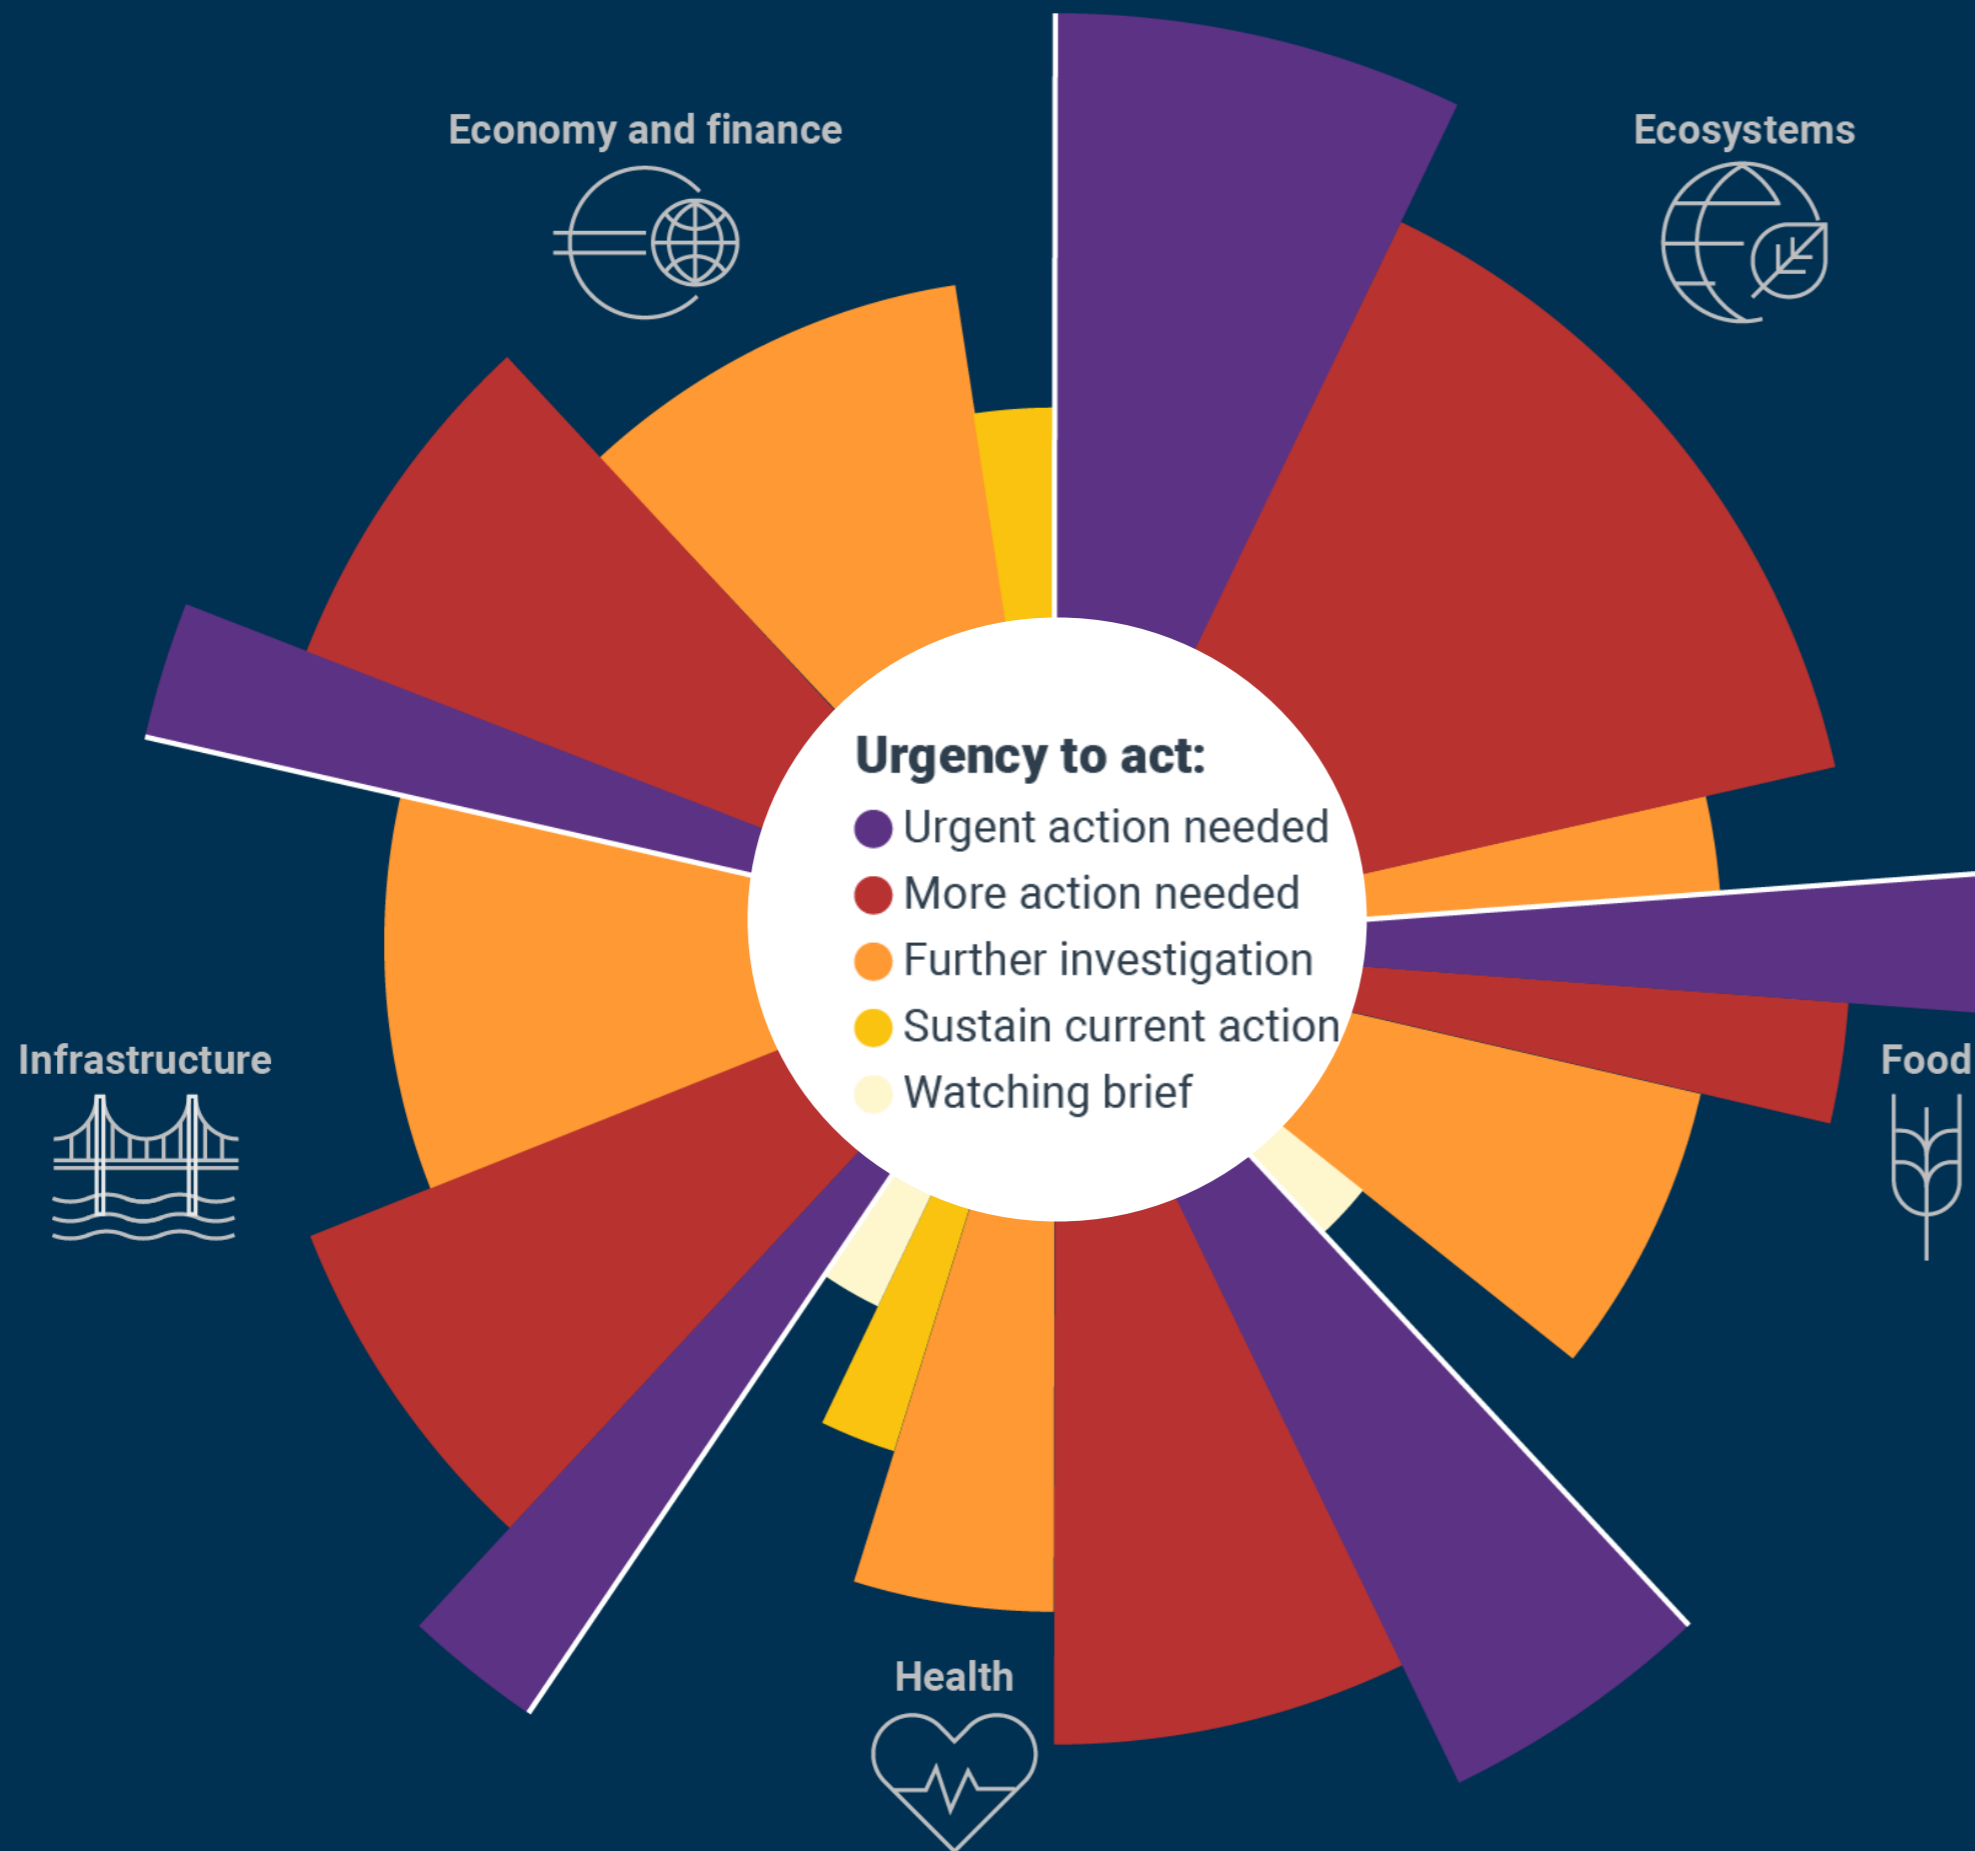 Economy and finance
Ecosystems
Urgency to act:
Urgent action needed
More action needed
Further investigation
Sustain current action
Watching brief
Infrastructure
Food
Health